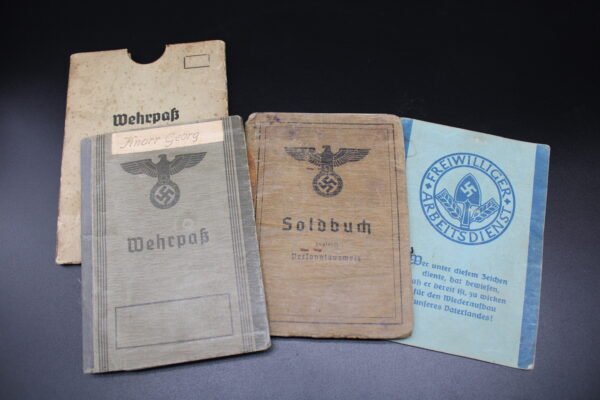 Wehrpaß
Knorr Georg
Wehrpaß
Soldbuch
zugleich
Personalausweis
FREIWILLIGER
ARBEITSDIENST
Wer unter diesem Zeichen
diente, hat bewiesen,
daß er bereit ist, zu wirken
für den Wiederaufbau
unseres Vaterlandes!